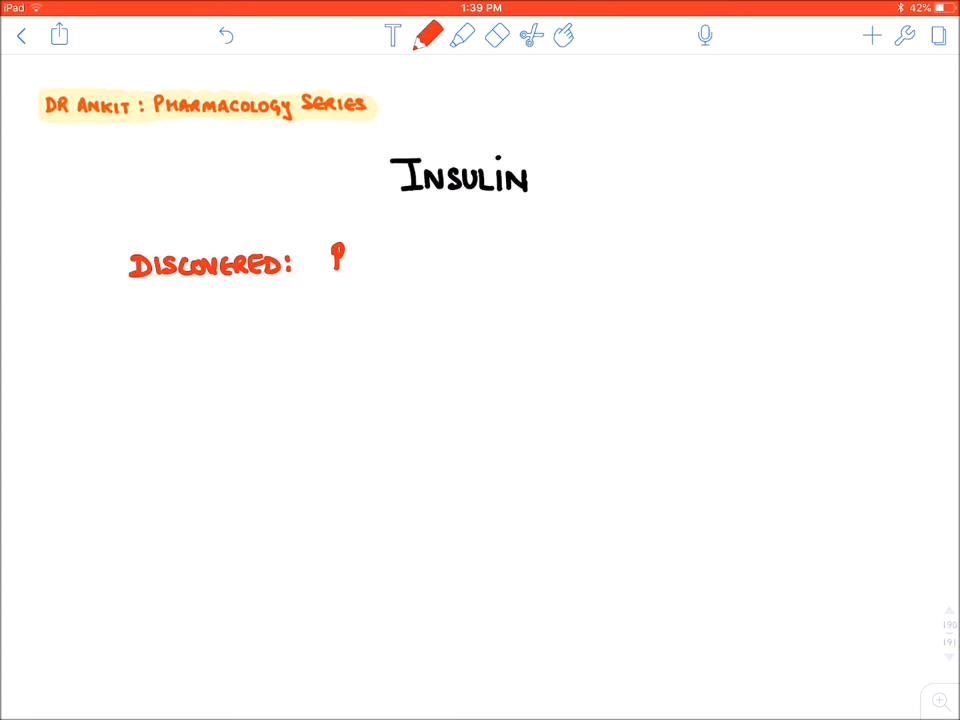 iPad 1:39 PM 42%
T
DR ANKIT : PHARMACOLOGY SERIES
INSULIN
DISCOVERED: P
190
191